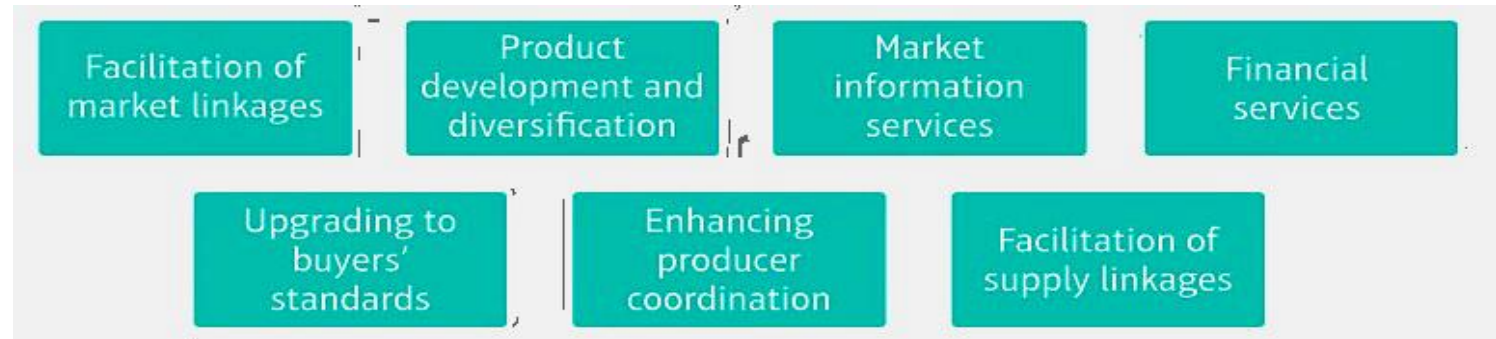 Facilitation of
market linkages
Product
development and
diversification
Market
information
services
Financial
services
Upgrading to
buyers’
standards
Enhancing
producer
coordination
Facilitation of
supply linkages